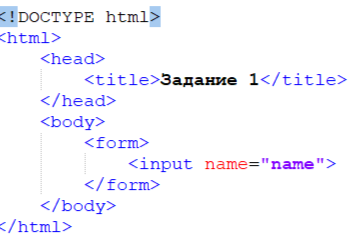 <!DOCTYPE html>
<html>
<head>
<title>Задание 1</title>
</head>
<body>
<form>
<input name="name">
</form>
</body>
</html>